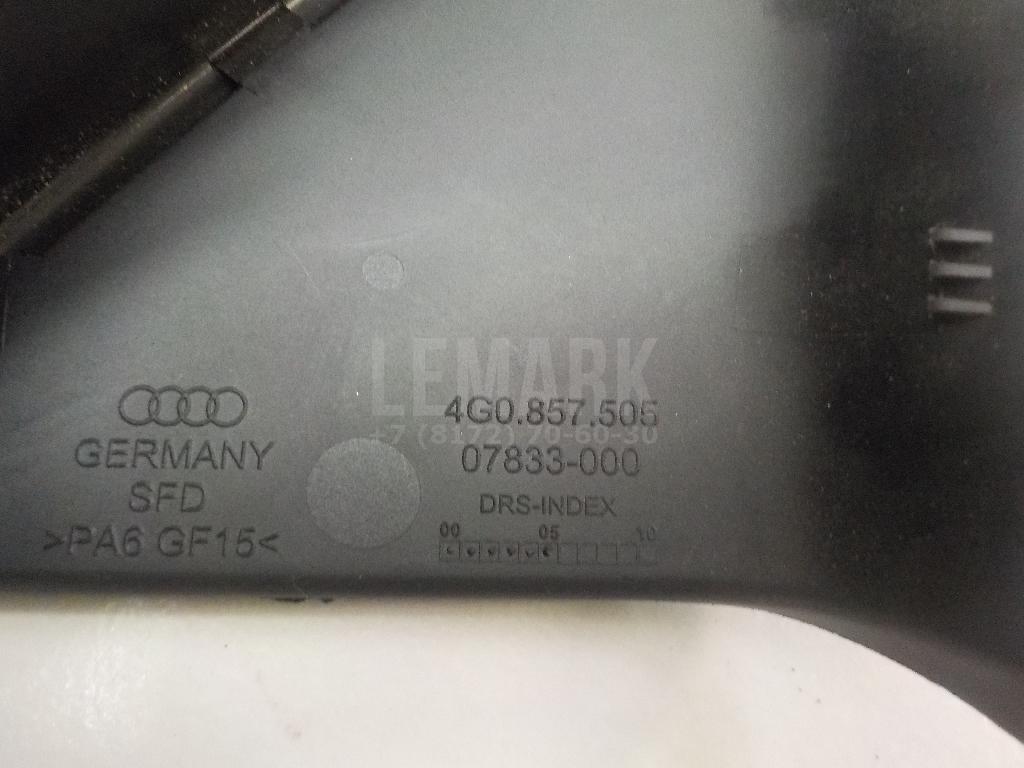 LEMARK
+7 (8172) 70-60-30
GERMANY
SFD
>PA6 GF15<
4G0.857.505
07833-000
DRS-INDEX
00 05 10